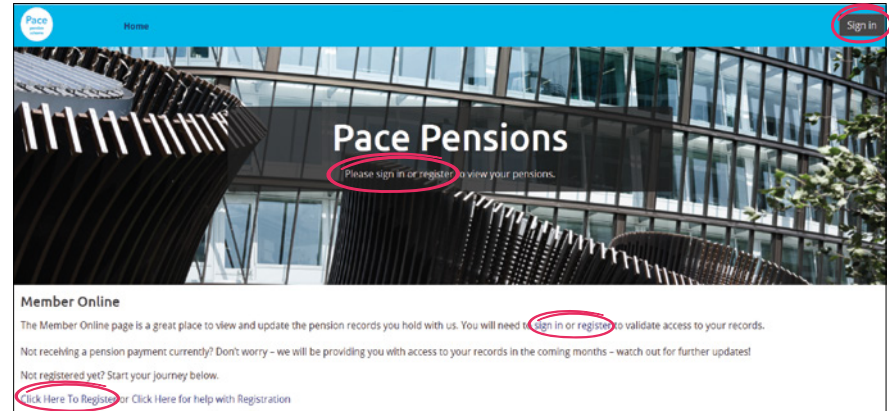 Pace
pension
scheme
Home
Sign in
Pace Pensions
Please sign in or register to view your pensions.
Member Online
The Member Online page is a great place to view and update the pension records you hold with us. You will need to sign in or register to validate access to your records.
Not receiving a pension payment currently? Don't worry – we will be providing you with access to your records in the coming months – watch out for further updates!
Not registered yet? Start your journey below.
Click Here To Register or Click Here for help with Registration